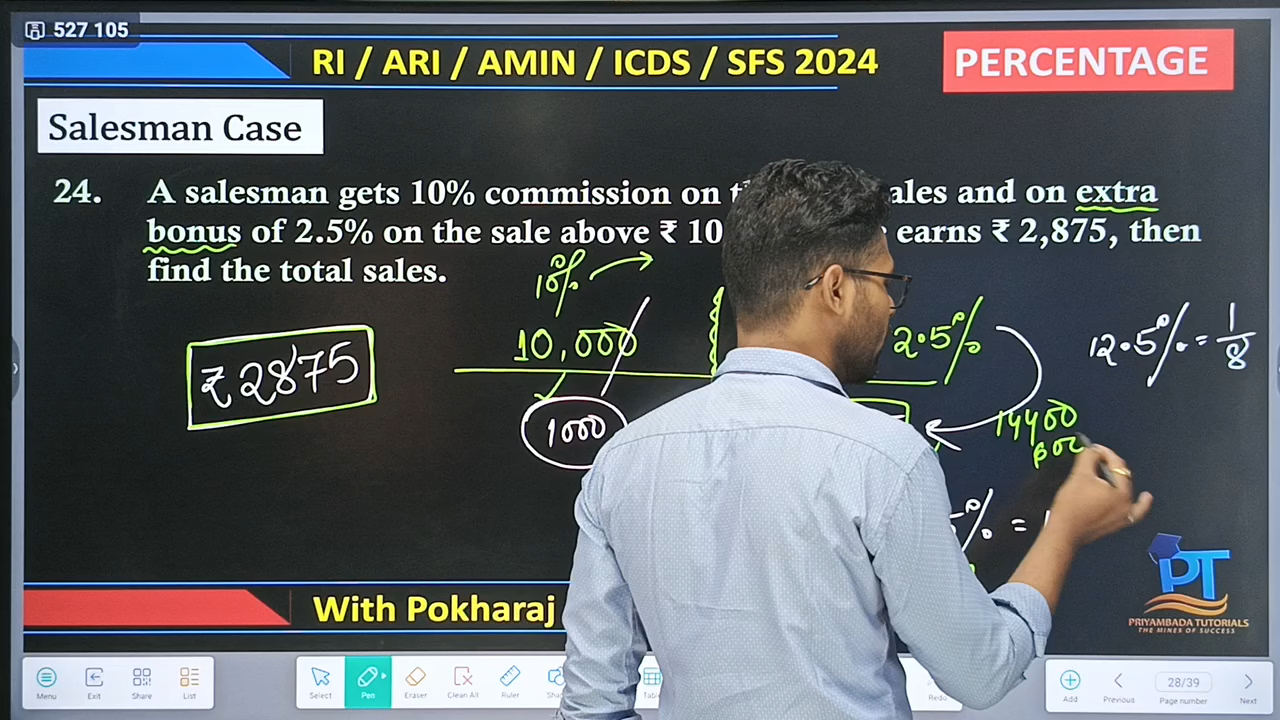 527 105
RI / ARI / AMIN / ICDS / SFS 2024
PERCENTAGE
Salesman Case
24. A salesman gets 10% commission on ales and on extra
bonus of 2.5% on the sale above ₹ 10 earns ₹ 2,875, then
find the total sales.
10%
10,000
2.5%
12.5% = 1/8
₹2875
1000
14400
% =
PT
PRIYAMBADA TUTORIALS
THE MINES OF SUCCESS
With Pokharaj
Menu Exit Share List Select Pen Eraser Clean All Ruler Redo Add Previous 28/39 Page number Next